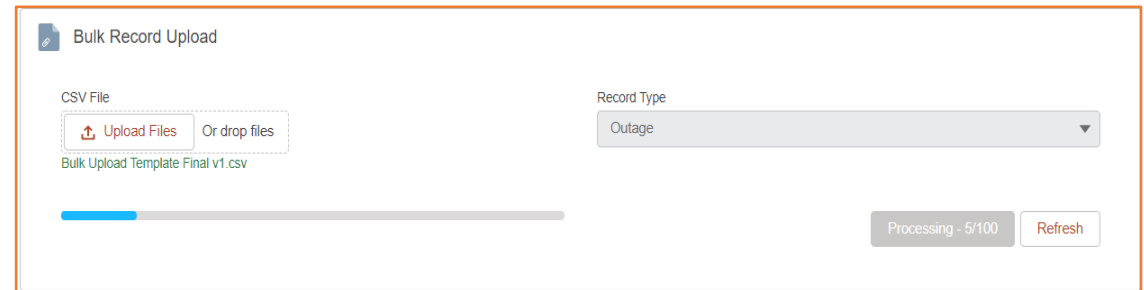 Bulk Record Upload
CSV File
Upload Files Or drop files
Bulk Upload Template Final v1.csv
Record Type
Outage
Processing - 5/100 Refresh